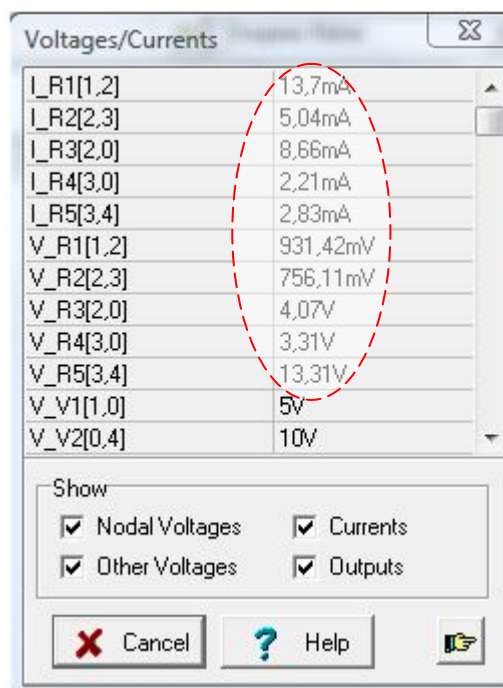 Voltages/Currents
I_R1[1,2] 13,7mA
I_R2[2,3] 5,04mA
I_R3[2,0] 8,66mA
I_R4[3,0] 2,21mA
I_R5[3,4] 2,83mA
V_R1[1,2] 931,42mV
V_R2[2,3] 756,11mV
V_R3[2,0] 4,07V
V_R4[3,0] 3,31V
V_R5[3,4] 13,31V
V_V1[1,0] 5V
V_V2[0,4] 10V
Show
Nodal Voltages Currents
Other Voltages Outputs
Cancel ? Help